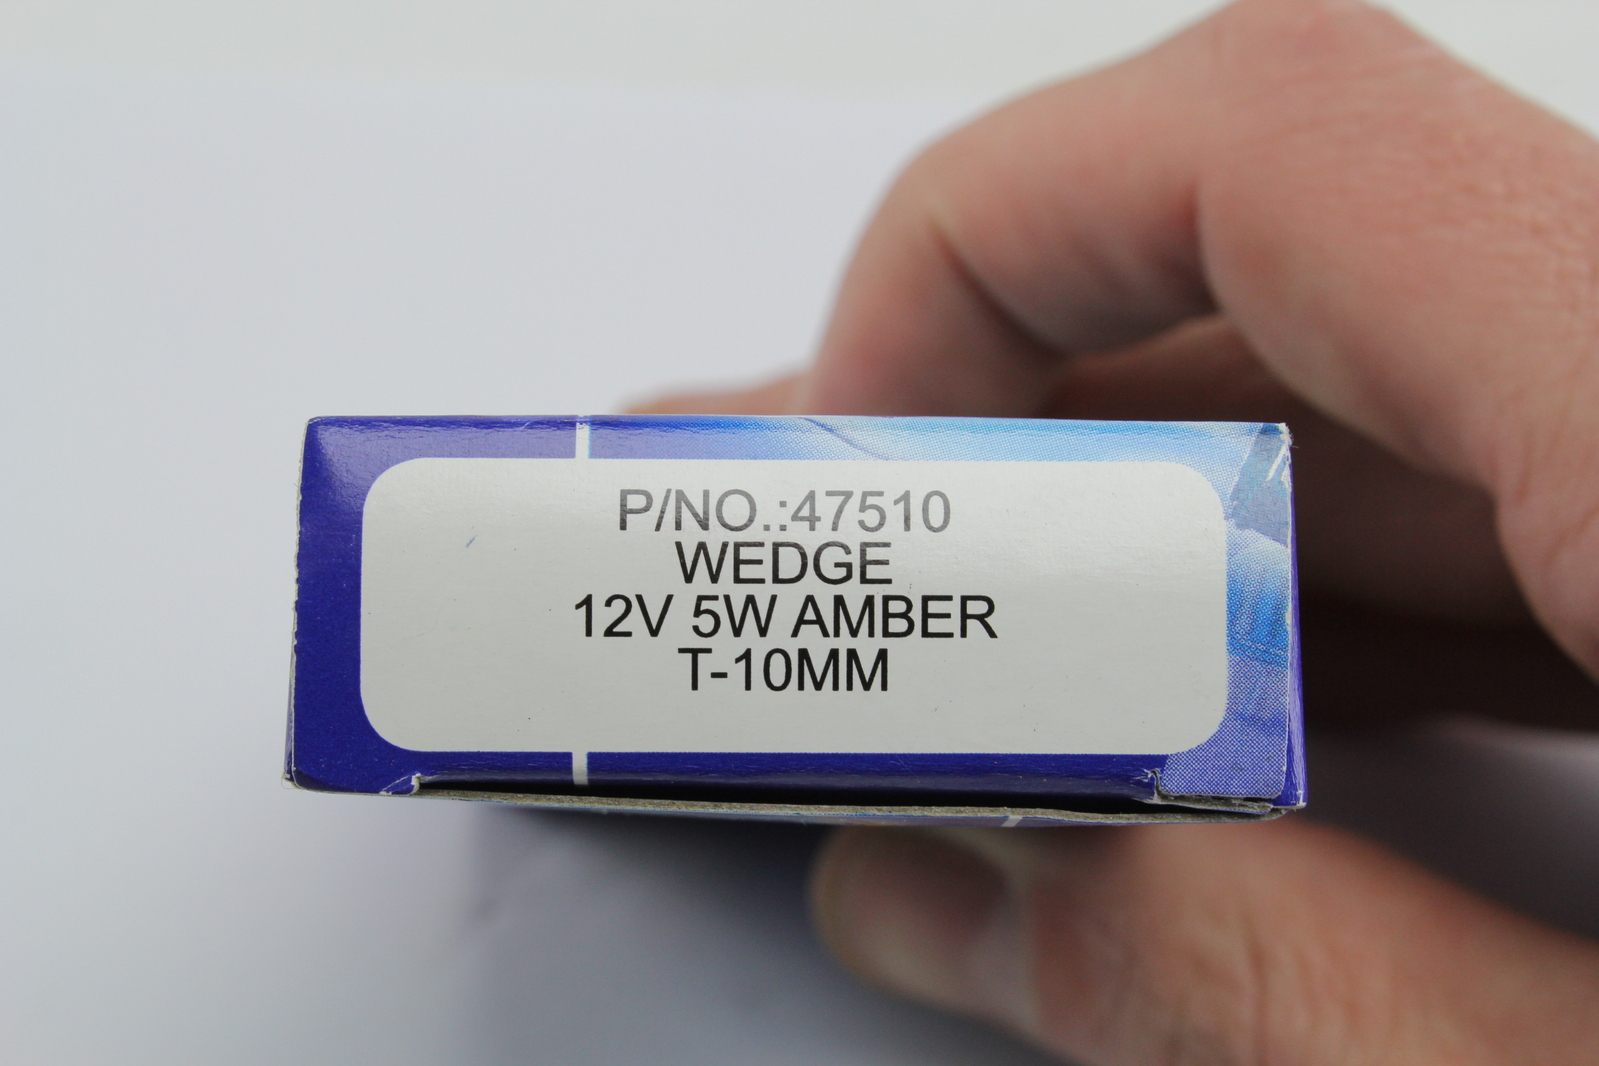 P/NO.:47510
WEDGE
12V 5W AMBER
T-10MM